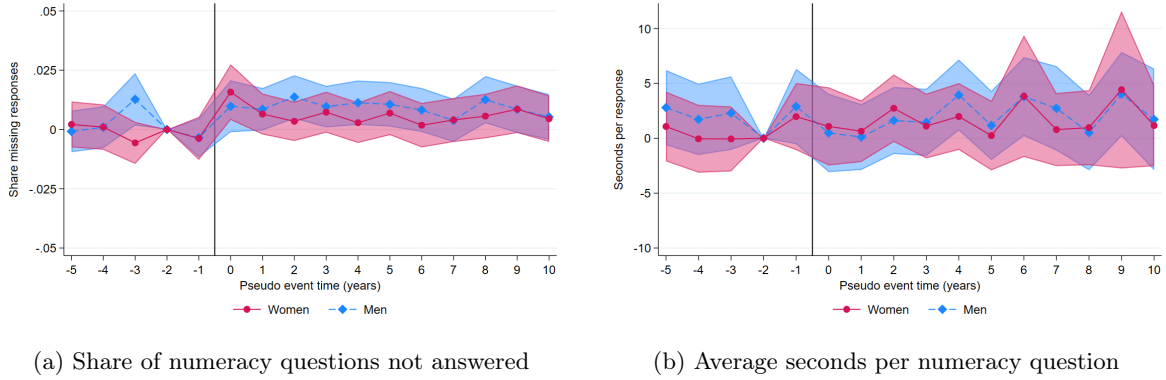 .05
.025
0
-.025
-.05
Share missing responses
-5 -4 -3 -2 -1 0 1 2 3 4 5 6 7 8 9 10
Pseudo event time (years)
Women Men
(a) Share of numeracy questions not answered
10
5
0
-5
-10
Seconds per response
-5 -4 -3 -2 -1 0 1 2 3 4 5 6 7 8 9 10
Pseudo event time (years)
Women Men
(b) Average seconds per numeracy question